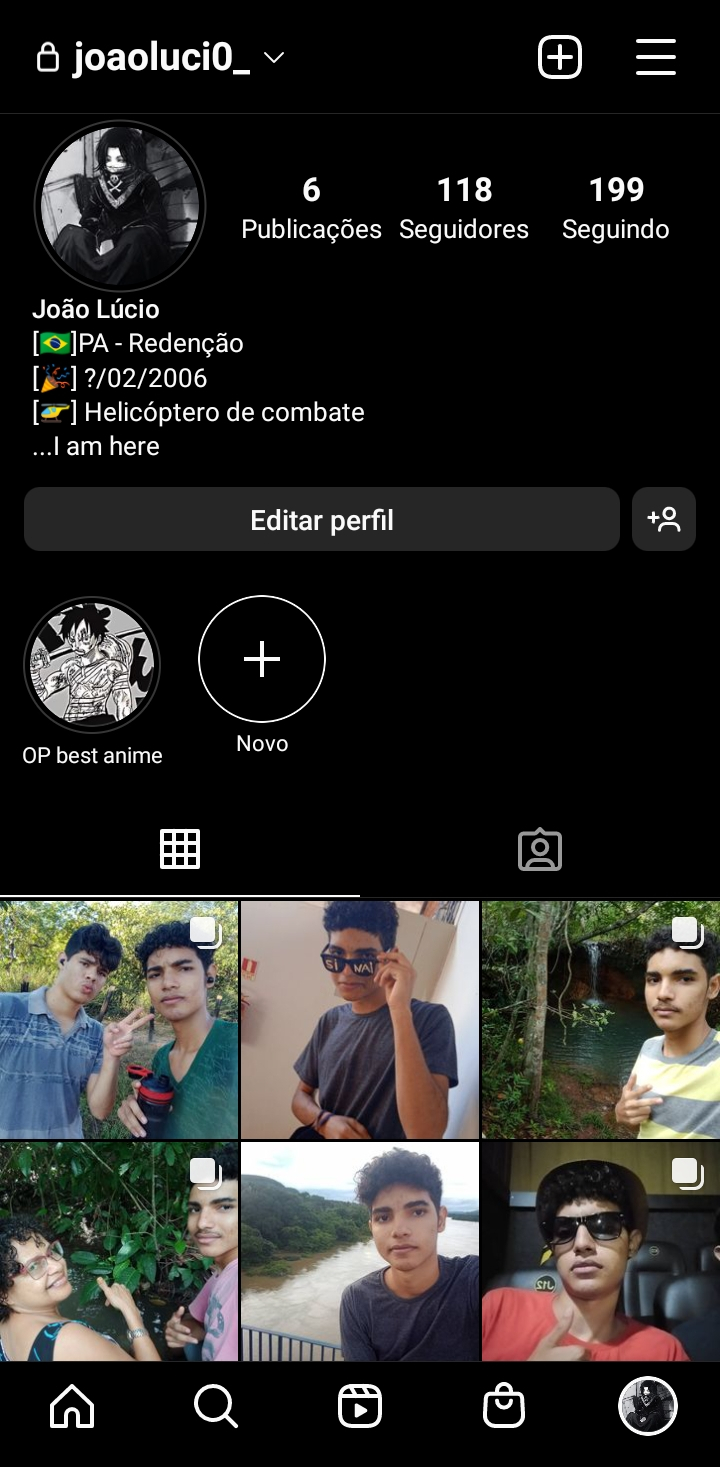 joaoluci0_
6 118 199
Publicações Seguidores Seguindo
João Lúcio
[🇧🇷]PA - Redenção
[🎉] ?/02/2006
[🚁] Helicóptero de combate
...I am here
Editar perfil
OP best anime
Novo